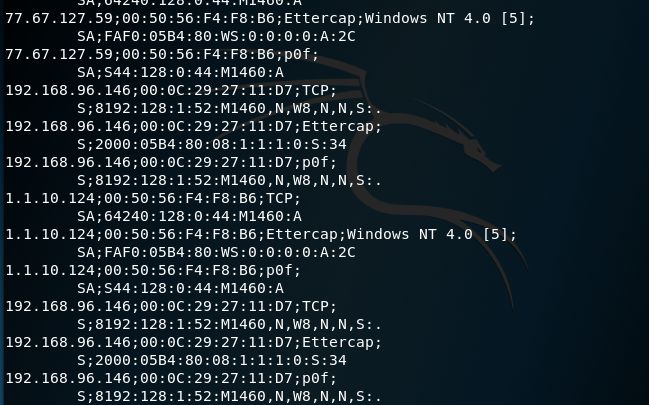 SA;64240:128:0:44:M1460:A
77.67.127.59;00:50:56:F4:F8:B6;Ettercap;Windows NT 4.0 [5];
SA;FAF0:05B4:80:WS:0:0:0:0:A:2C
77.67.127.59;00:50:56:F4:F8:B6;p0f;
SA;S44:128:0:44:M1460:A
192.168.96.146;00:0C:29:27:11:D7;TCP;
S;8192:128:1:52:M1460,N,W8,N,N,S:.
192.168.96.146;00:0C:29:27:11:D7;Ettercap;
S;2000:05B4:80:08:1:1:1:0:S:34
192.168.96.146;00:0C:29:27:11:D7;p0f;
S;8192:128:1:52:M1460,N,W8,N,N,S:.
1.1.10.124;00:50:56:F4:F8:B6;TCP;
SA;64240:128:0:44:M1460:A
1.1.10.124;00:50:56:F4:F8:B6;Ettercap;Windows NT 4.0 [5];
SA;FAF0:05B4:80:WS:0:0:0:0:A:2C
1.1.10.124;00:50:56:F4:F8:B6;p0f;
SA;S44:128:0:44:M1460:A
192.168.96.146;00:0C:29:27:11:D7;TCP;
S;8192:128:1:52:M1460,N,W8,N,N,S:.
192.168.96.146;00:0C:29:27:11:D7;Ettercap;
S;2000:05B4:80:08:1:1:1:0:S:34
192.168.96.146;00:0C:29:27:11:D7;p0f;
S;8192:128:1:52:M1460,N,W8,N,N,S:.